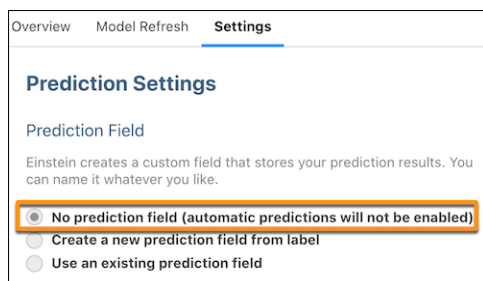 Overview Model Refresh Settings
Prediction Settings
Prediction Field
Einstein creates a custom field that stores your prediction results. You
can name it whatever you like.
No prediction field (automatic predictions will not be enabled)
Create a new prediction field from label
Use an existing prediction field